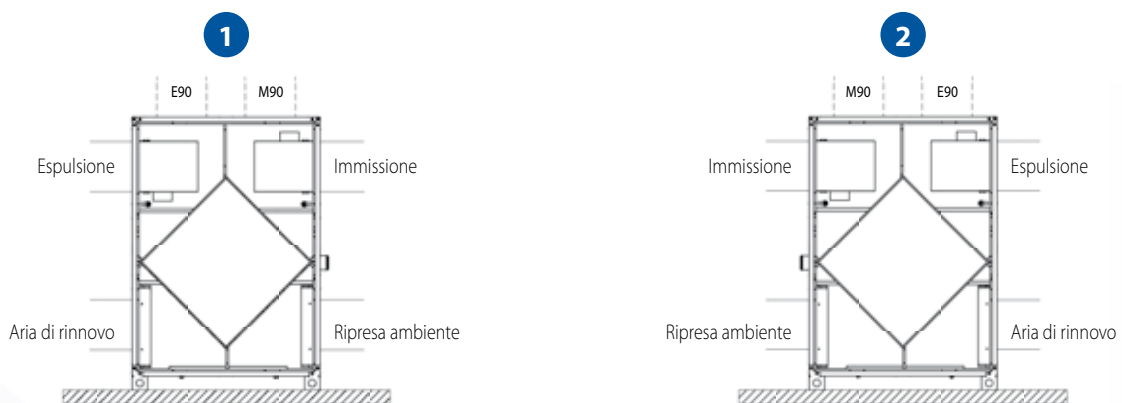 1
E90 M90
Espulsione
Immissione
Aria di rinnovo
Ripresa ambiente
2
M90 E90
Immissione
Espulsione
Ripresa ambiente
Aria di rinnovo